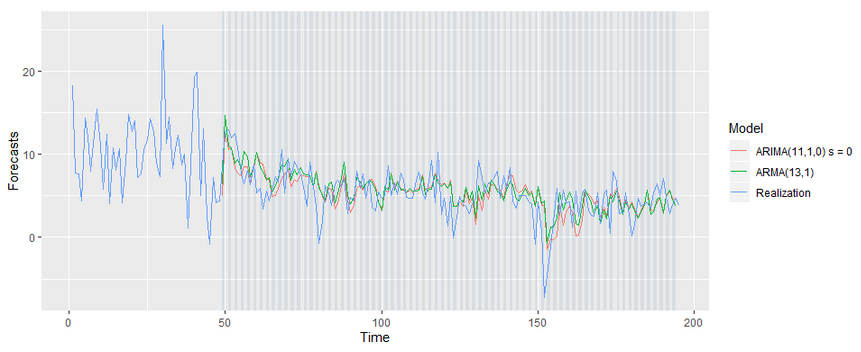 Forecasts
20
10
0
0
50
100
150
200
Time
Model
ARIMA(11,1,0) s = 0
ARMA(13,1)
Realization